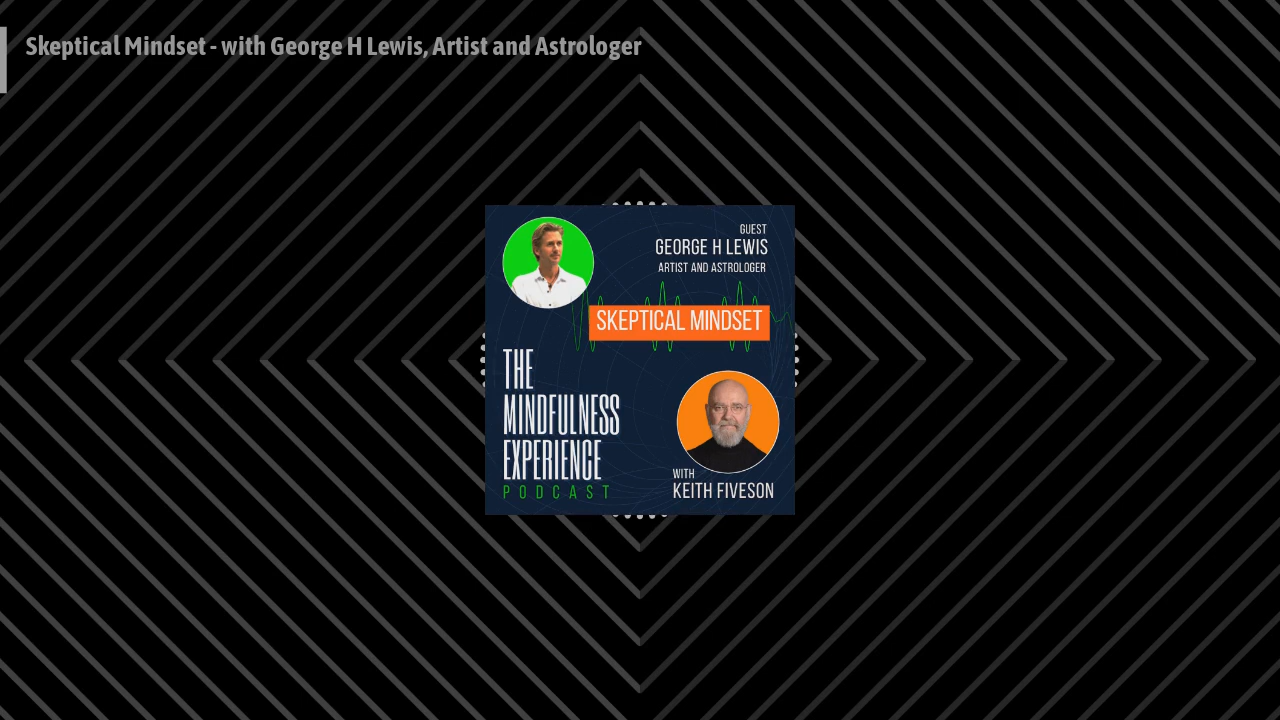 Skeptical Mindset - with George H Lewis, Artist and Astrologer
GUEST
GEORGE H LEWIS
ARTIST AND ASTROLOGER
SKEPTICAL MINDSET
THE
MINDFULNESS
EXPERIENCE
PODCAST
WITH
KEITH FIVESON